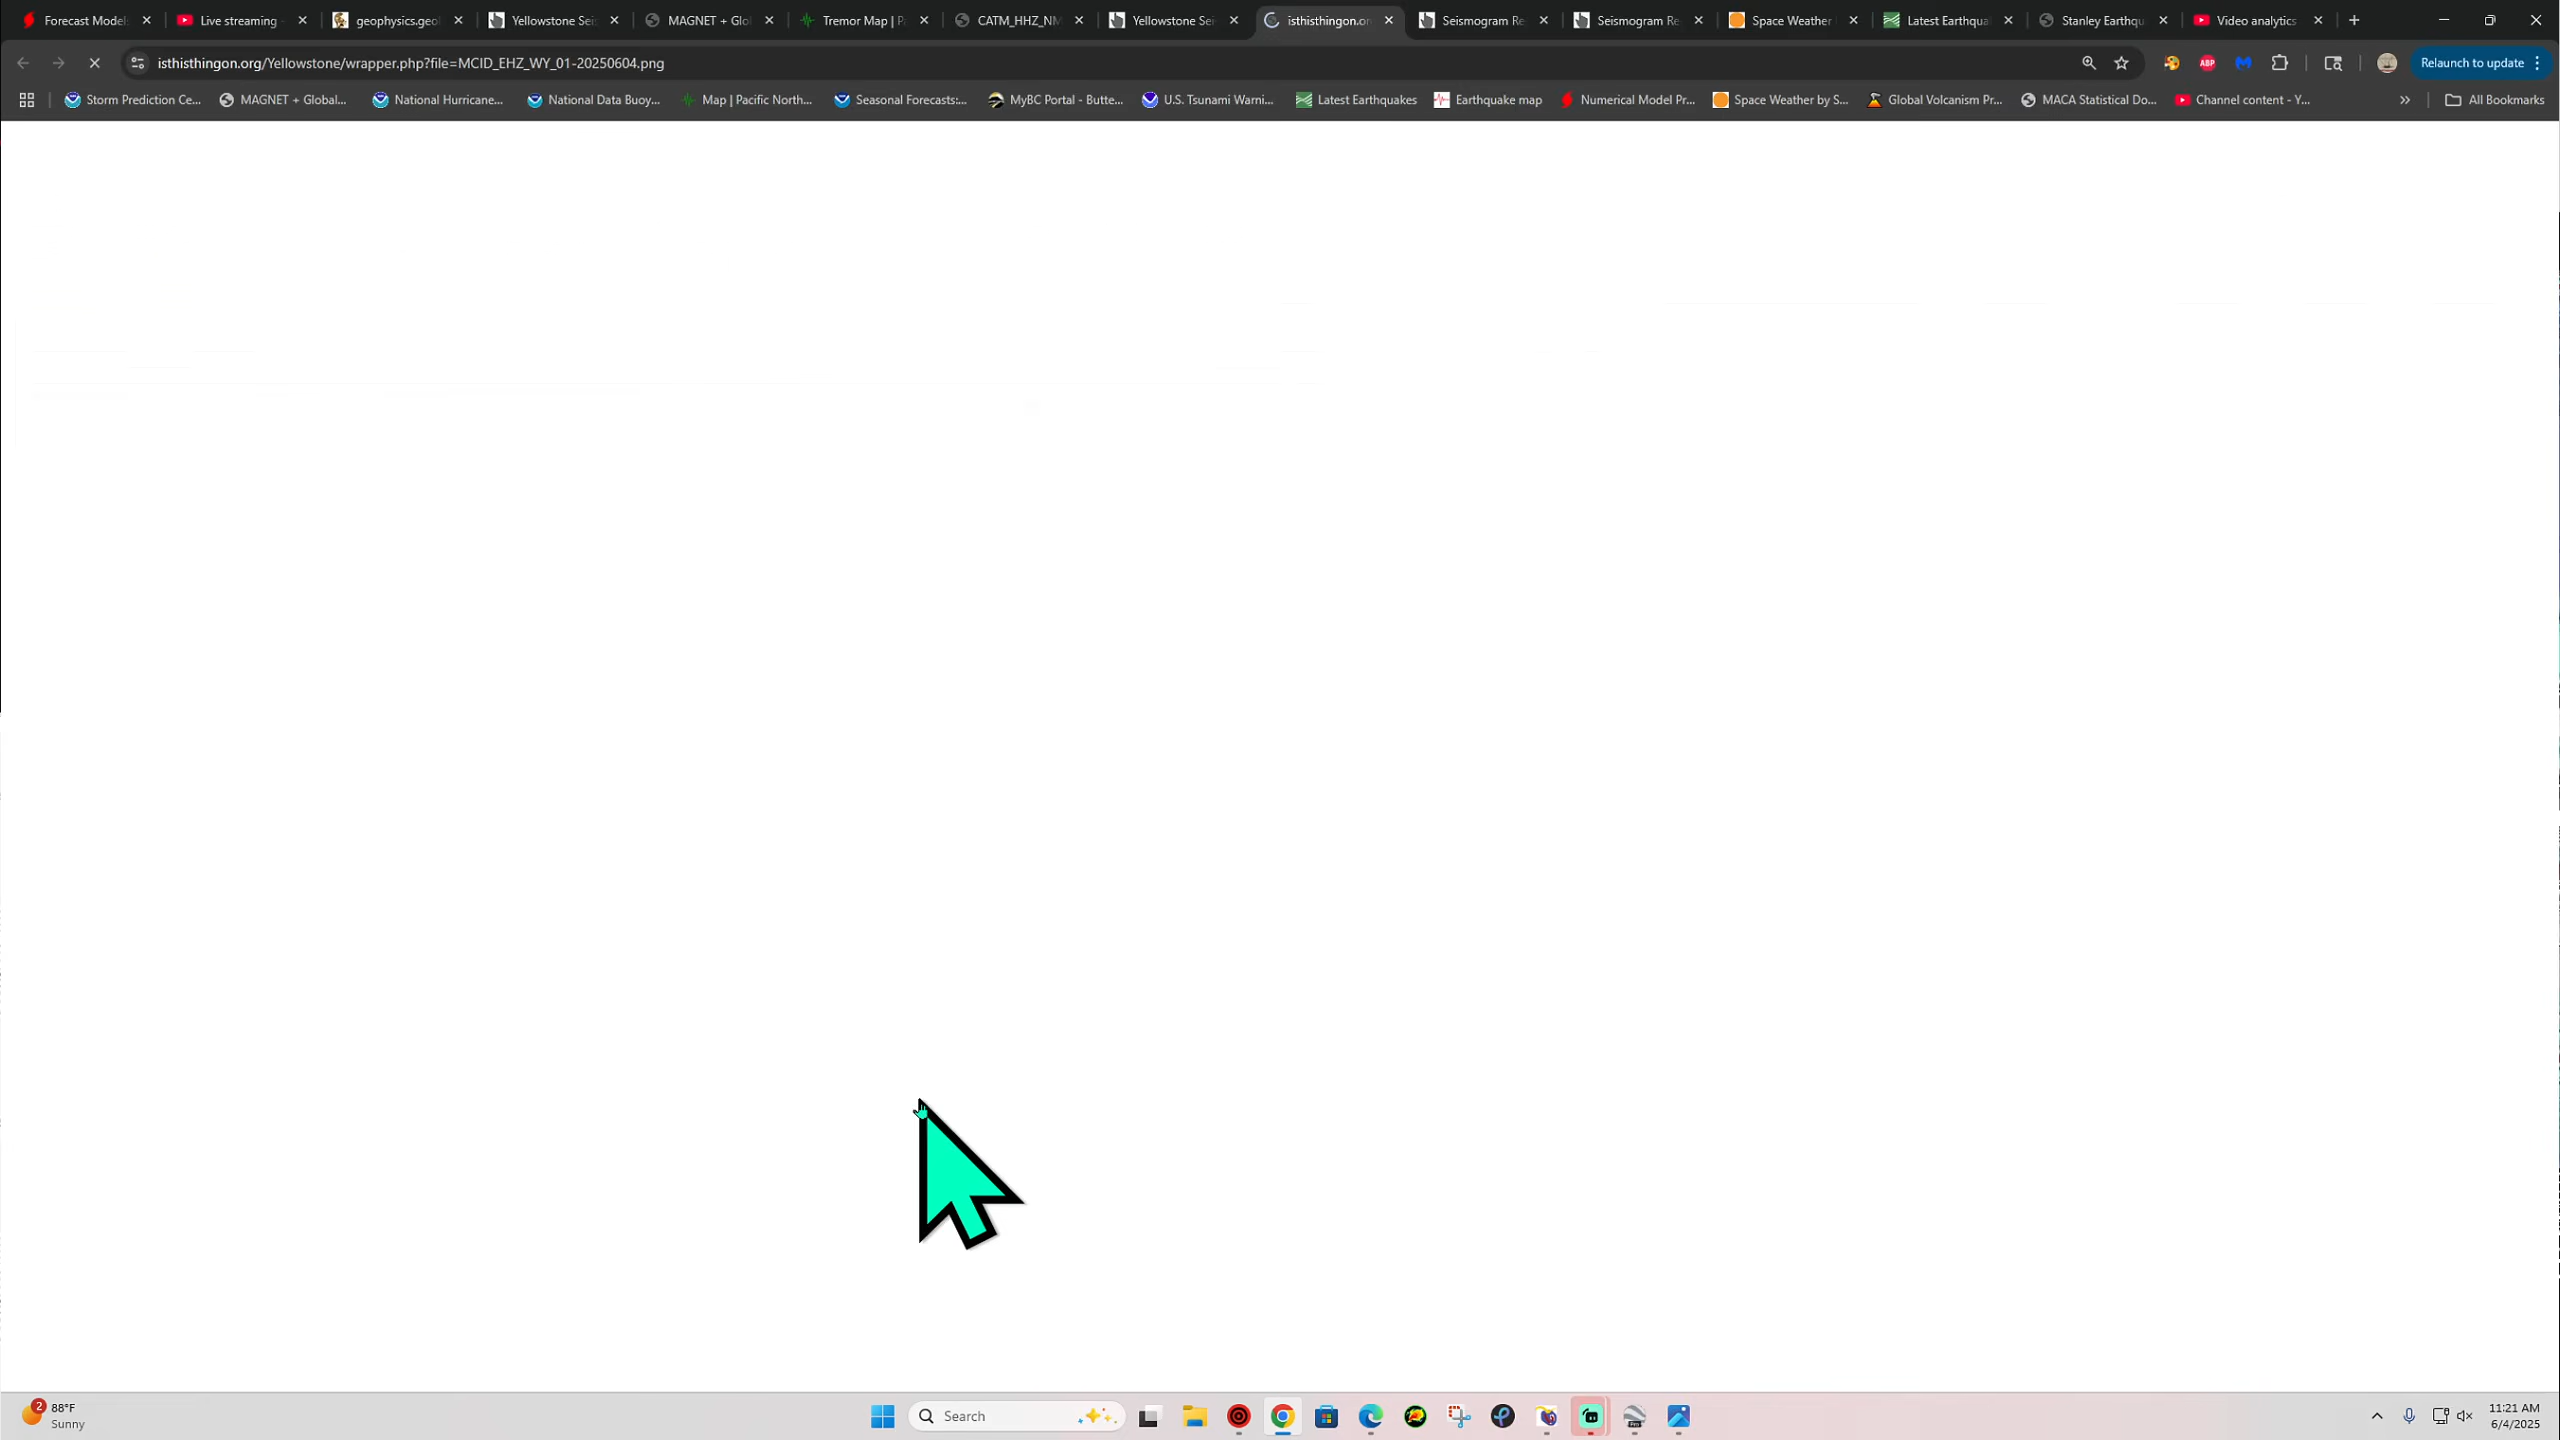 Forecast Model
Live streaming -
geophysics.geol
Yellowstone Sei
MAGNET + Glo
Tremor Map | P
CATM_HHZ_NM
Yellowstone Sei
isthisthingon.or
Seismogram Re
Seismogram Re
Space Weather
Latest Earthqua
Stanley Earthqu
Video analytics
isthisthingon.org/Yellowstone/wrapper.php?file=MCID_EHZ_WY_01-20250604.png
ABP
Relaunch to update
Storm Prediction Ce...
MAGNET + Global...
National Hurricane...
National Data Buoy...
Map | Pacific North...
Seasonal Forecasts:...
MyBC Portal - Butte...
U.S. Tsunami Warni...
Latest Earthquakes
Earthquake map
Numerical Model Pr...
Space Weather by S...
Global Volcanism Pr...
MACA Statistical Do...
Channel content - Y...
All Bookmarks
2
88°F
Sunny
Search
11:21 AM
6/4/2025